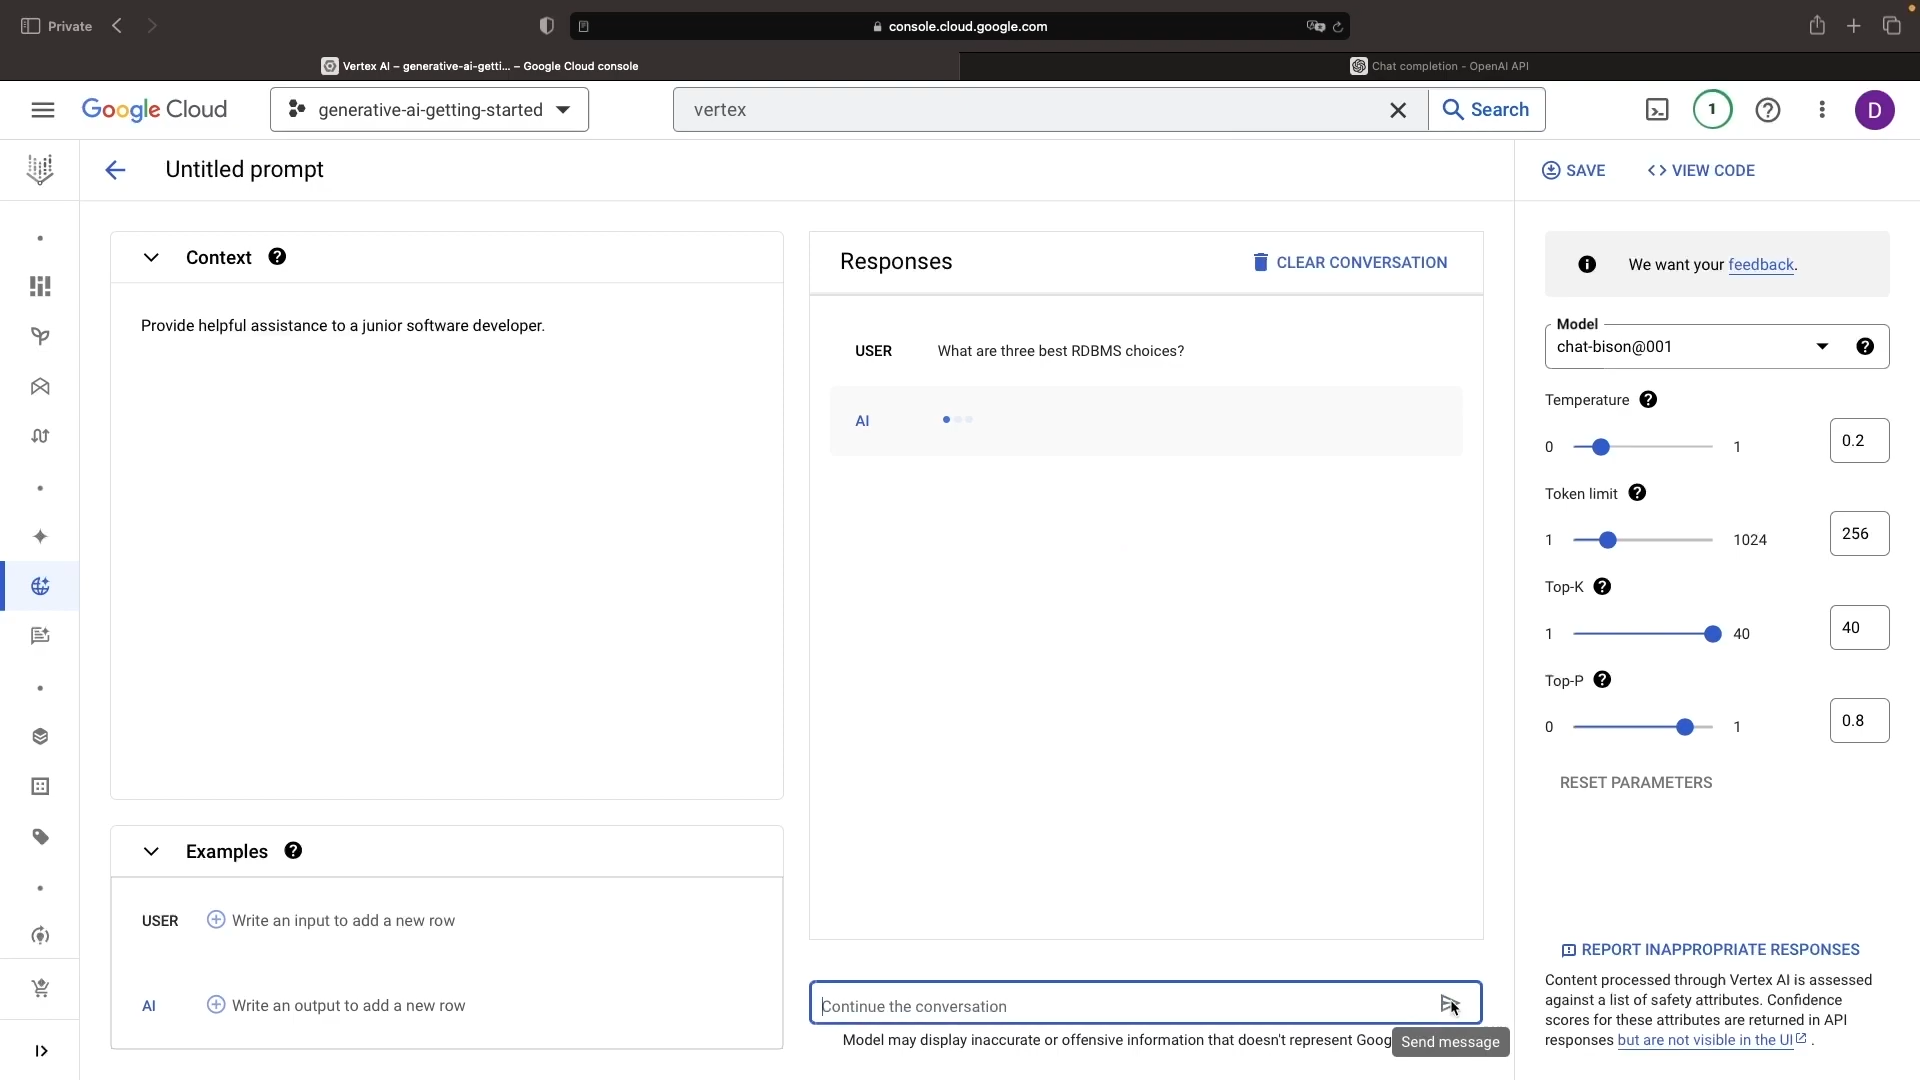 Private
console.cloud.google.com
Vertex AI – generative-ai-getti... – Google Cloud console
Chat completion - OpenAI API
Google Cloud
generative-ai-getting-started
vertex
Search
1
D
Untitled prompt
SAVE
<> VIEW CODE
Context
Provide helpful assistance to a junior software developer.
Responses
CLEAR CONVERSATION
USER What are three best RDBMS choices?
AI
We want your feedback.
Model
chat-bison@001
Temperature
0 1 0.2
Token limit
1 1024 256
Top-K
1 40 40
Top-P
0 1 0.8
RESET PARAMETERS
Examples
USER Write an input to add a new row
AI Write an output to add a new row
Continue the conversation
Model may display inaccurate or offensive information that doesn't represent Goog
Send message
REPORT INAPPROPRIATE RESPONSES
Content processed through Vertex AI is assessed
against a list of safety attributes. Confidence
scores for these attributes are returned in API
responses but are not visible in the UI .